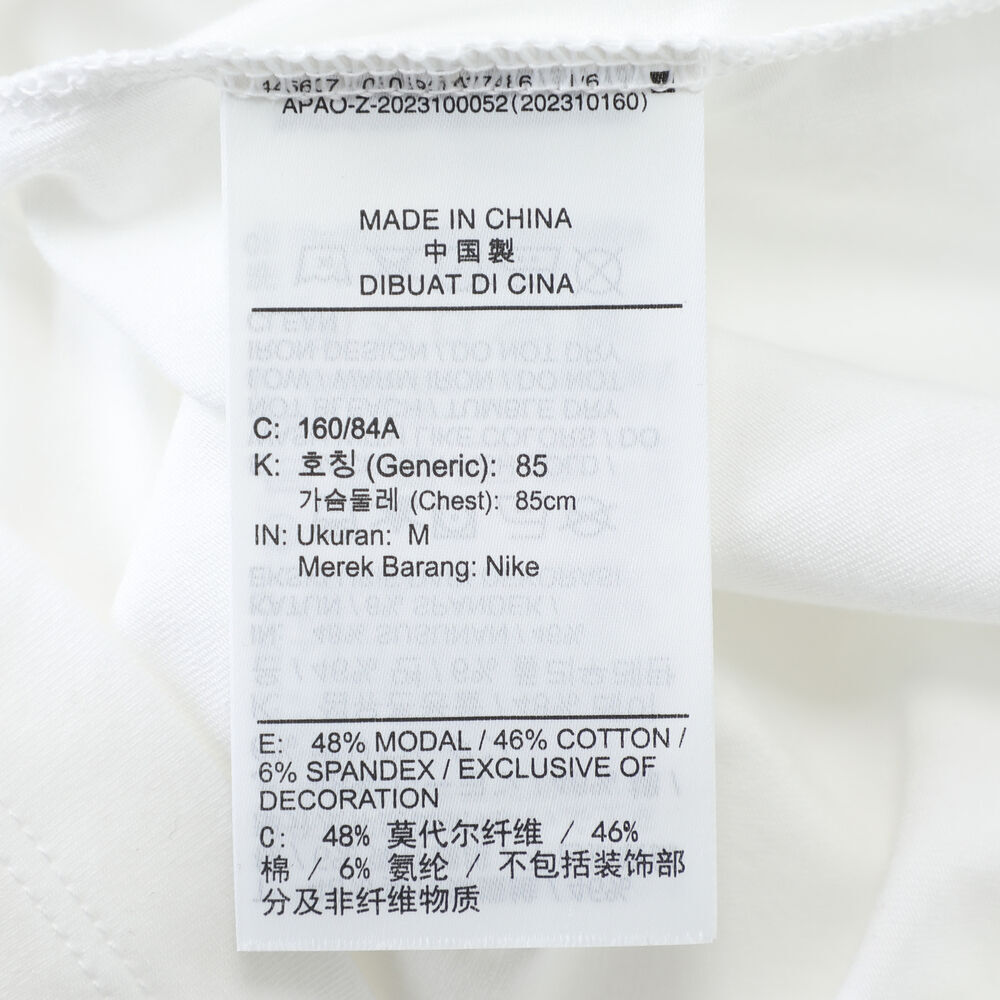 APAO-Z-2023100052(202310160)
MADE IN CHINA
中国製
DIBUAT DI CINA
C: 160/84A
K: 호칭 (Generic): 85
가슴둘레 (Chest): 85cm
IN: Ukuran: M
Merek Barang: Nike
E: 48% MODAL / 46% COTTON /
6% SPANDEX / EXCLUSIVE OF
DECORATION
C: 48% 莫代尔纤维 / 46%
棉 / 6% 氨纶 / 不包括装饰部
分及非纤维物质